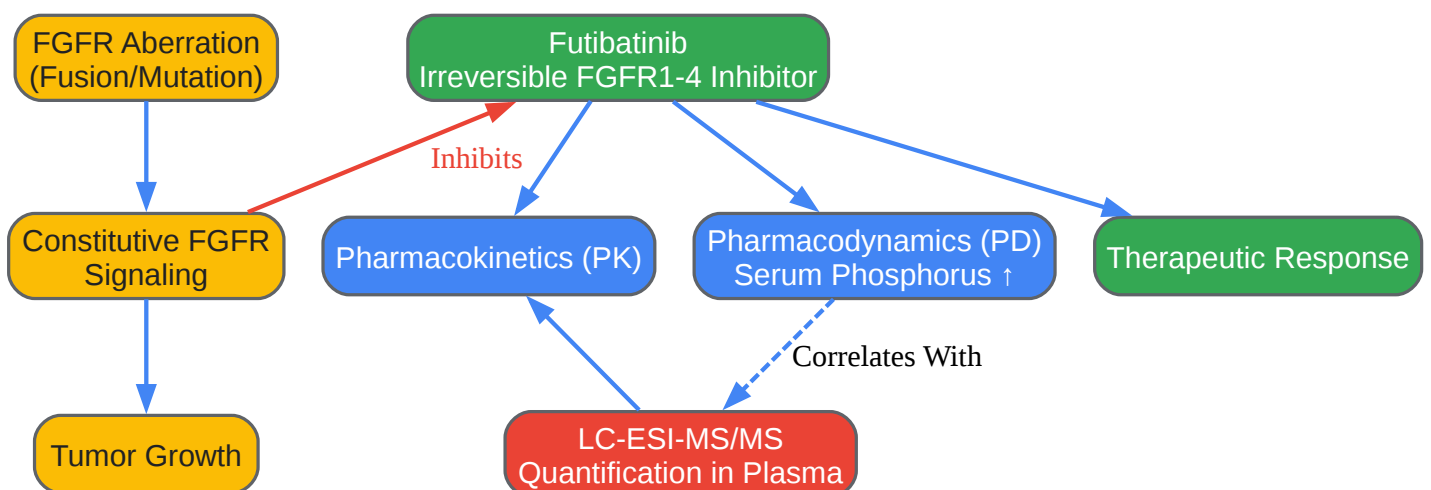 FGFR Aberration
(Fusion/Mutation)
Futibatinib
Irreversible FGFR1-4 Inhibitor
Inhibits
Constitutive FGFR
Signaling
Pharmacokinetics (PK)
Pharmacodynamics (PD)
Serum Phosphorus ↑
Therapeutic Response
Correlates With
Tumor Growth
LC-ESI-MS/MS
Quantification in Plasma